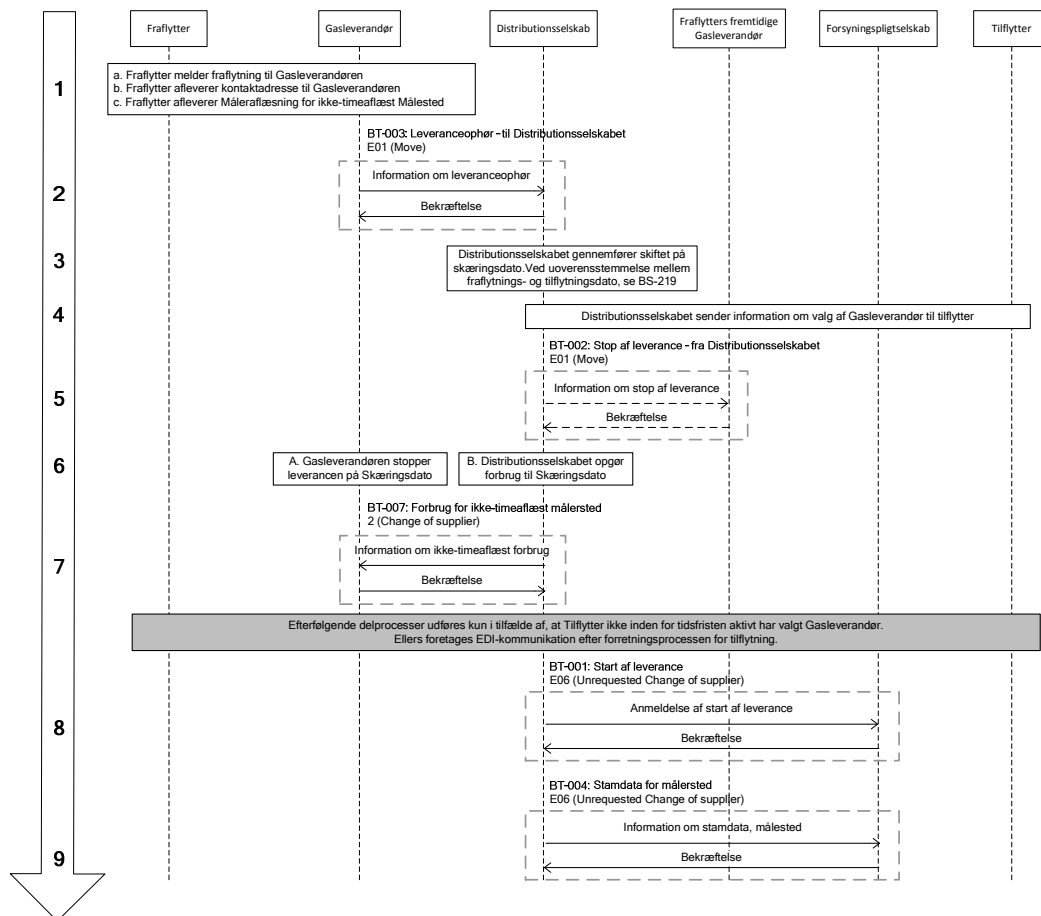 Fraflytter
Gasleverandør
Distributionsselskab
Fraflytters fremtidige
Gasleverandør
Forsyningspligtselskab
Tilflytter
1
a. Fraflytter melder fraflytning til Gasleverandøren
b. Fraflytter afleverer kontaktadresse til Gasleverandøren
c. Fraflytter afleverer Måleraflæsning for ikke-timeaflæst Målested
BT-003: Leveranceophør - til Distributionsselskabet
E01 (Move)
2
Information om leveranceophør
Bekræftelse
3
Distributionsselskabet gennemfører skiftet på
skæringsdato.Ved uoverensstemmelse mellem
fraflytnings- og tilflytningsdato, se BS-219
4
Distributionsselskabet sender information om valg af Gasleverandør til tilflytter
BT-002: Stop af leverance - fra Distributionsselskabet
E01 (Move)
5
Information om stop af leverance
Bekræftelse
6
A. Gasleverandøren stopper
leverancen på Skæringsdato
B. Distributionsselskabet opgør
forbrug til Skæringsdato
BT-007: Forbrug for ikke-timeaflæst målersted
2 (Change of supplier)
7
Information om ikke-timeaflæst forbrug
Bekræftelse
Efterfølgende delprocesser udføres kun i tilfælde af, at Tilflytter ikke inden for tidsfristen aktivt har valgt Gasleverandør.
Ellers foretages EDI-kommunikation efter forretningsprocessen for tilflytning.
BT-001: Start af leverance
E06 (Unrequested Change of supplier)
8
Anmeldelse af start af leverance
Bekræftelse
BT-004: Stamdata for målersted
E06 (Unrequested Change of supplier)
Information om stamdata, målested
9
Bekræftelse